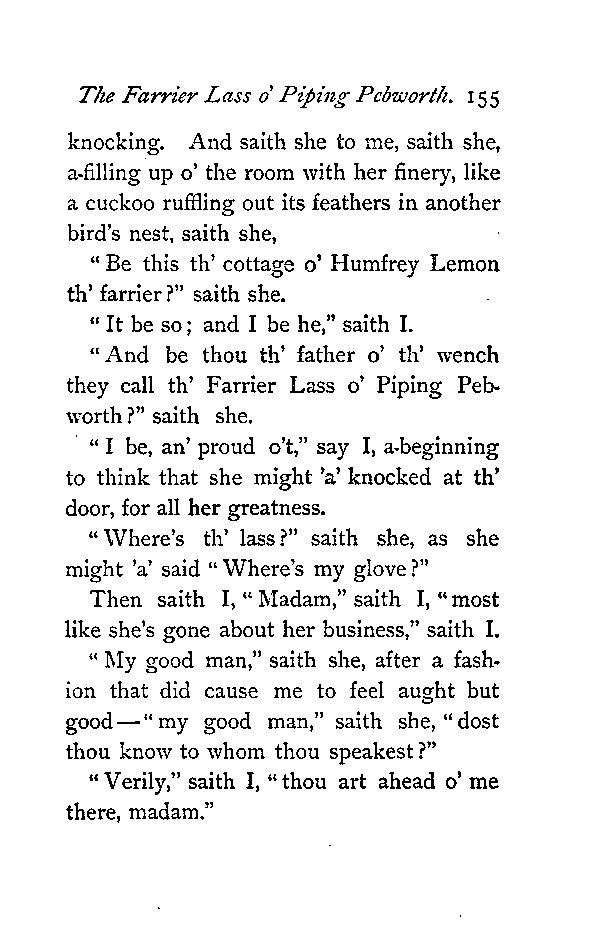 The Farrier Lass o' Piping Pebworth. 155
knocking. And saith she to me, saith she,
a-filling up o' the room with her finery, like
a cuckoo ruffling out its feathers in another
bird's nest, saith she,
"Be this th' cottage o' Humfrey Lemon
th' farrier?" saith she.
"It be so; and I be he," saith I.
"And be thou th' father o' th' wench
they call th' Farrier Lass o' Piping Peb-
worth?" saith she.
"I be, an' proud o't," say I, a-beginning
to think that she might 'a' knocked at th'
door, for all her greatness.
"Where's th' lass?" saith she, as she
might 'a' said "Where's my glove?"
Then saith I, "Madam," saith I, "most
like she's gone about her business," saith I.
"My good man," saith she, after a fash-
ion that did cause me to feel aught but
good—"my good man," saith she, "dost
thou know to whom thou speakest?"
"Verily," saith I, "thou art ahead o' me
there, madam."